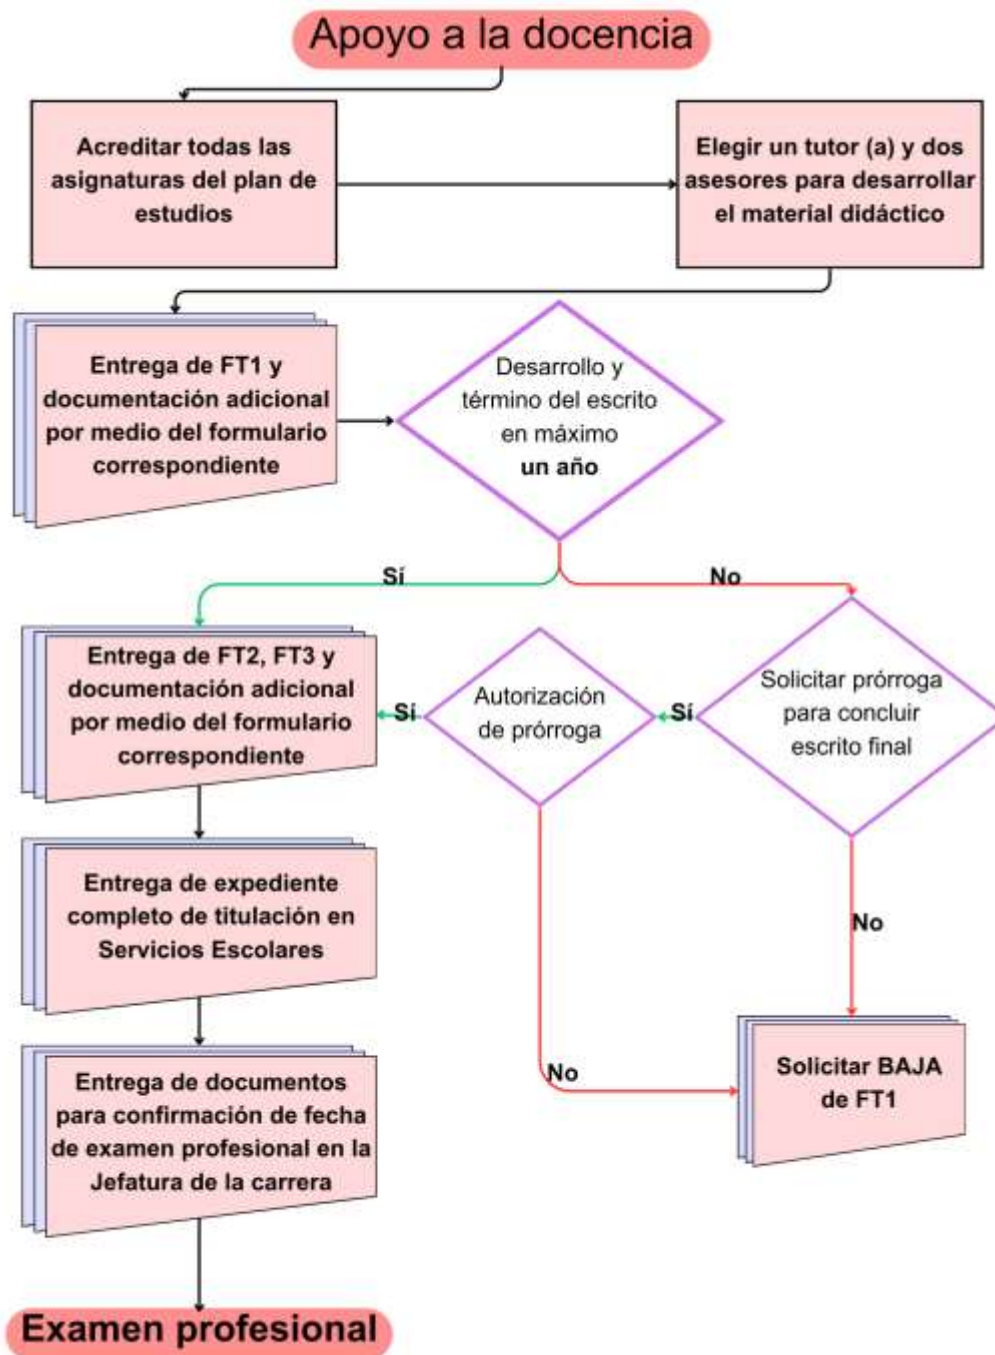 Apoyo a la docencia
Acreditar todas las
asignaturas del plan de
estudios
Elegir un tutor (a) y dos
asesores para desarrollar
el material didáctico
Entrega de FT1 y
documentación adicional
por medio del formulario
correspondiente
Desarrollo y
término del escrito
en máximo
un año
Sí
No
Entrega de FT2, FT3 y
documentación adicional
por medio del formulario
correspondiente
Sí
Autorización
de prórroga
Sí
Solicitar prórroga
para concluir
escrito final
Entrega de expediente
completo de titulación en
Servicios Escolares
No
No
Solicitar BAJA
de FT1
Entrega de documentos
para confirmación de fecha
de examen profesional en la
Jefatura de la carrera
Examen profesional